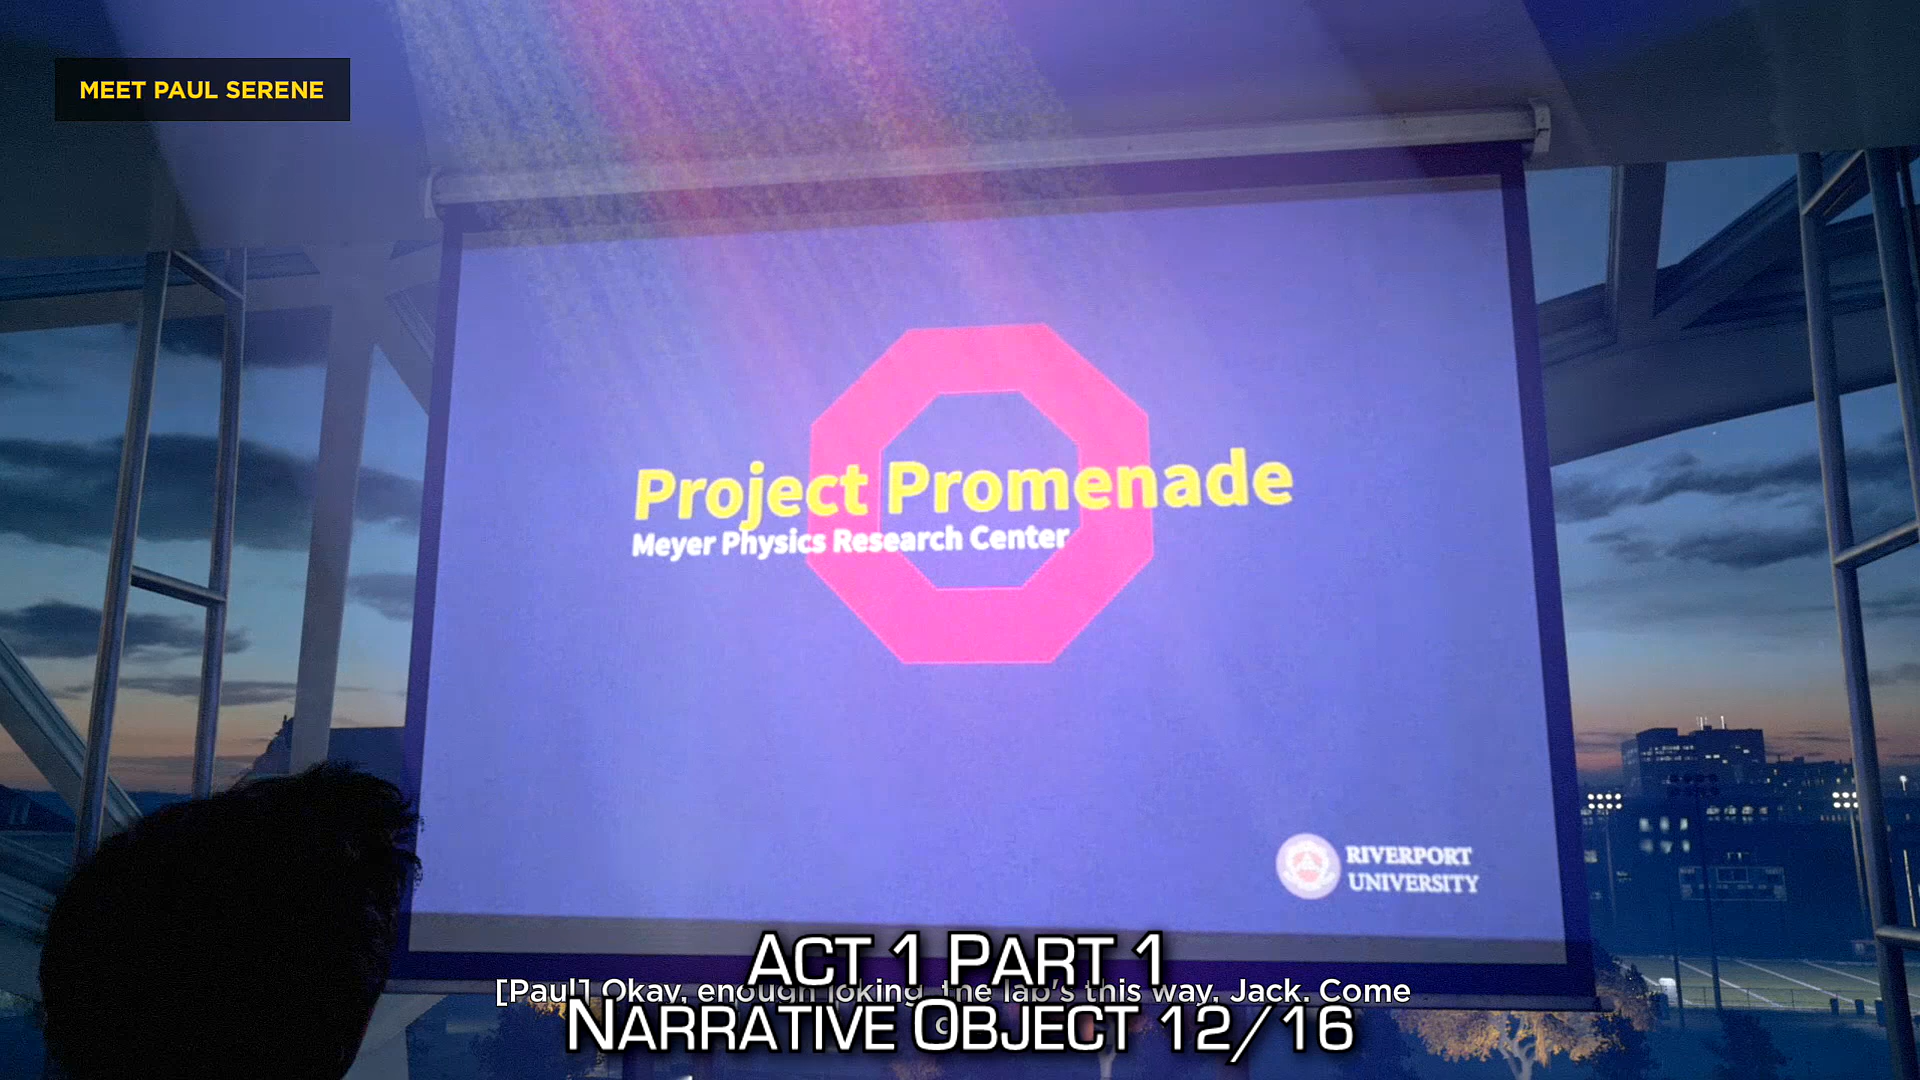 MEET PAUL SERENE
Project Promenade
Meyer Physics Research Center
RIVERPORT
UNIVERSITY
ACT 1 PART 1
[Paul] Okay, enough joking, the lab's this way, Jack. Come
NARRATIVE OBJECT 12/16